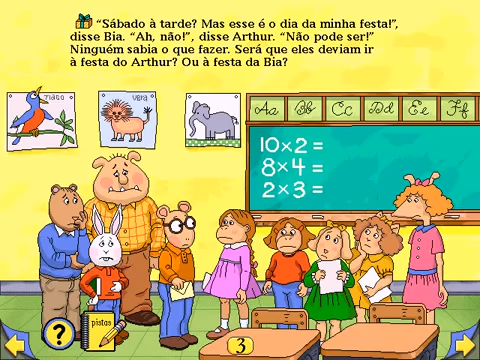 “Sábado à tarde? Mas esse é o dia da minha festa!”,
disse Bia. “Ah, não!”, disse Arthur. “Não pode ser!”
Ninguém sabia o que fazer. Será que eles deviam ir
à festa do Arthur? Ou à festa da Bia?
Vera
Aa Bb Cc Dd Ee Ff
10×2=
8×4=
2×3=
?
pistas
3